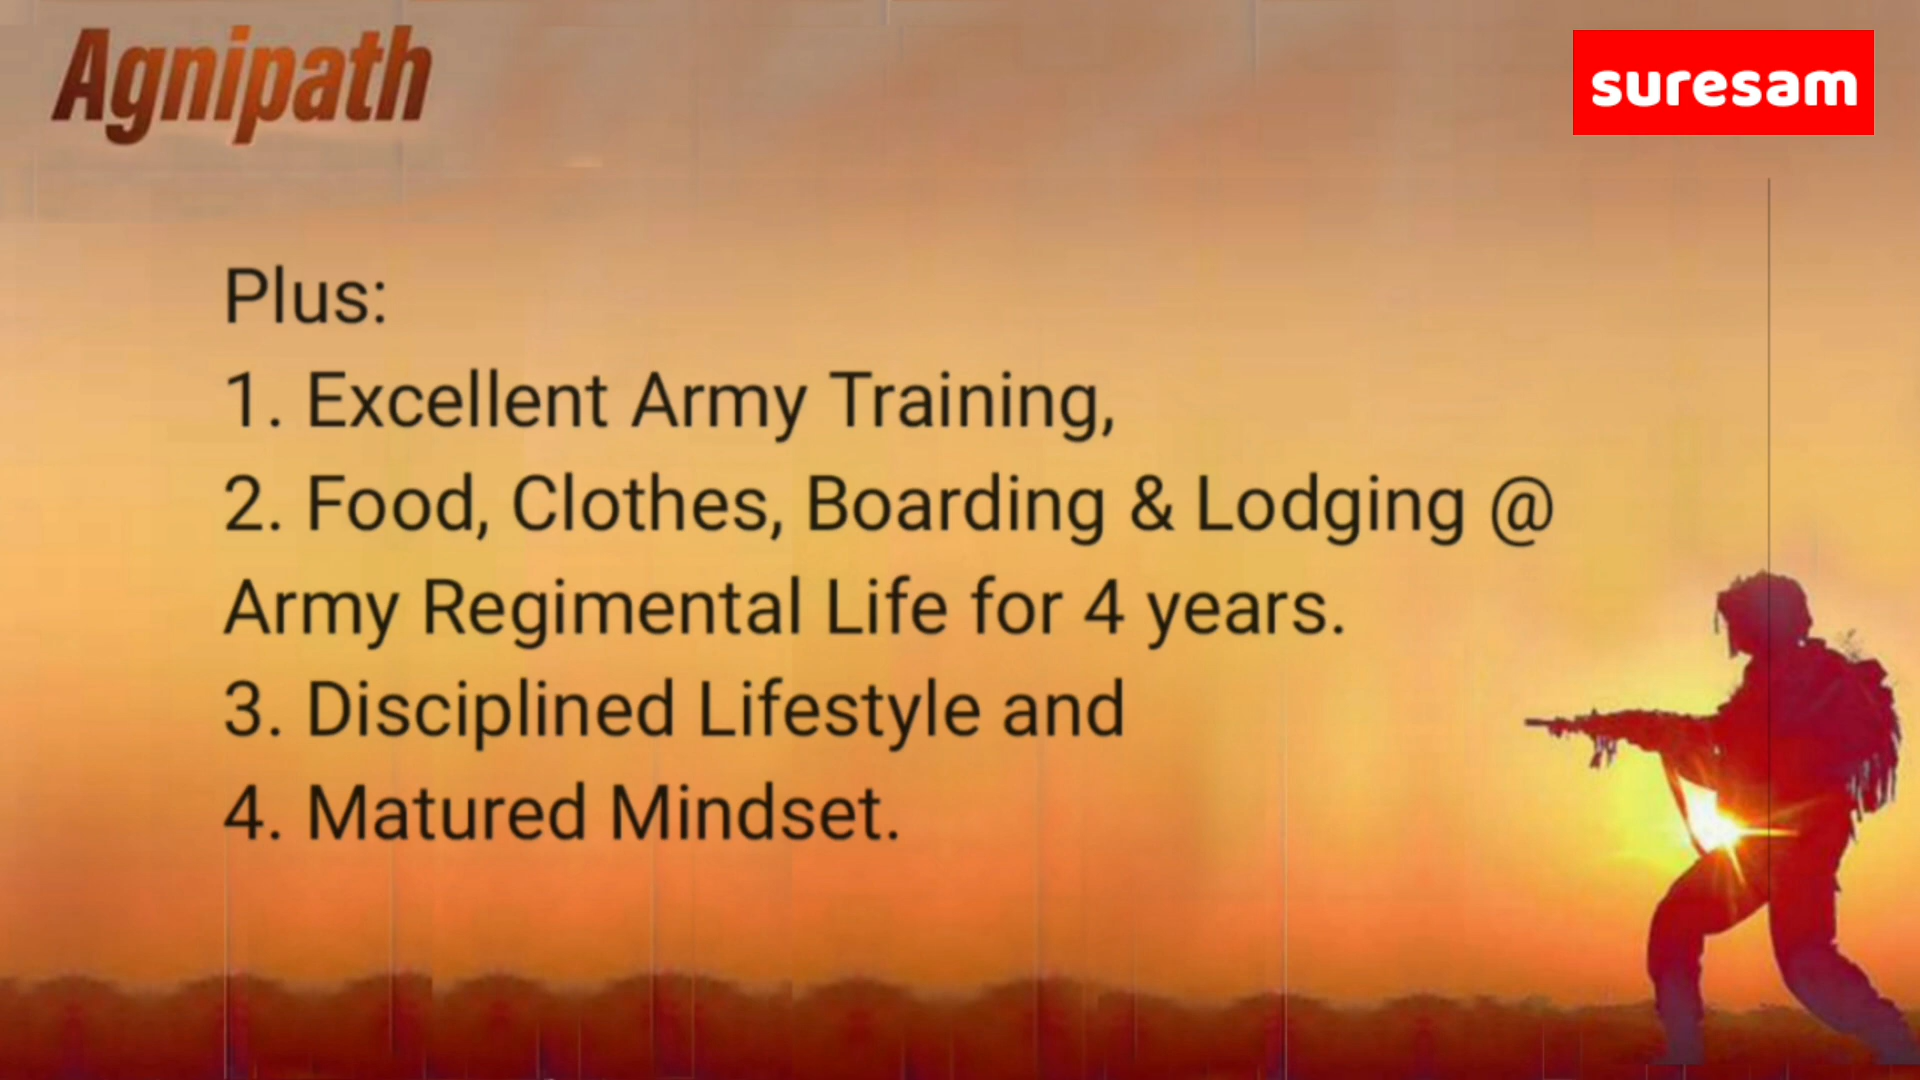 Agnipath
suresam
Plus:
1. Excellent Army Training,
2. Food, Clothes, Boarding & Lodging @
Army Regimental Life for 4 years.
3. Disciplined Lifestyle and
4. Matured Mindset.